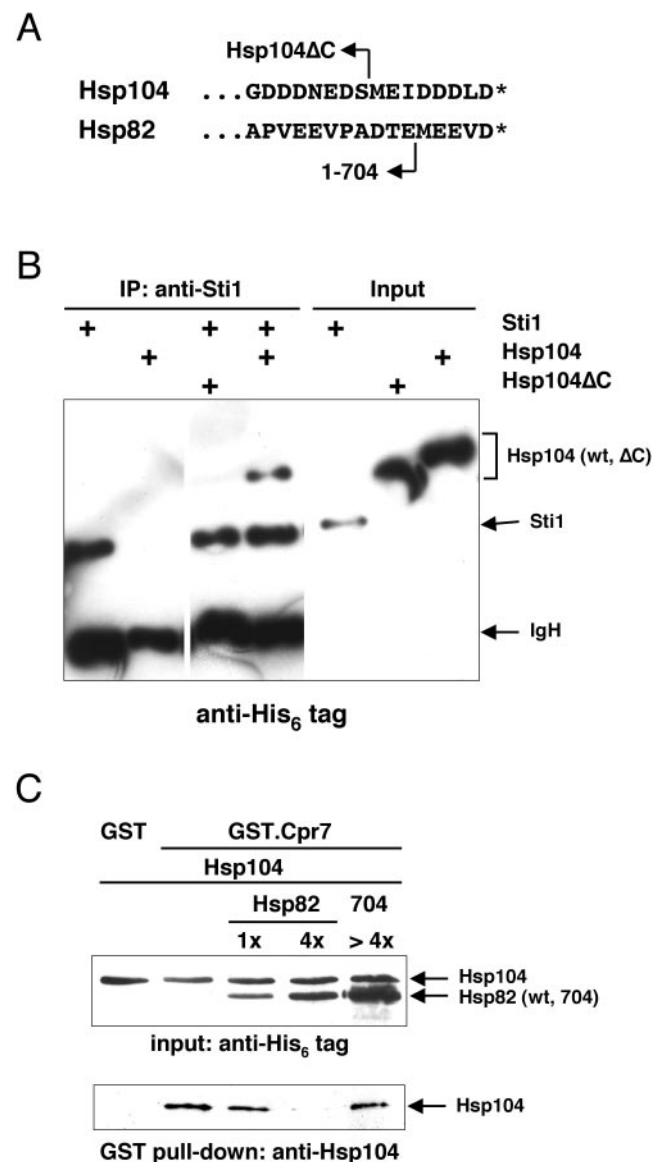 A
Hsp104ΔC
Hsp104 ...GDDDNEDSMEIDDDLD*
Hsp82 ...APVEEVPADTEMEEVD*
1-704
B
IP: anti-Sti1 Input
+ + + + Sti1
+ + + Hsp104
+ + Hsp104ΔC
Hsp104 (wt, ΔC)
Sti1
IgH
anti-His6 tag
C
GST GST.Cpr7
Hsp104
Hsp82 704
1x 4x > 4x
Hsp104
Hsp82 (wt, 704)
input: anti-His6 tag
Hsp104
GST pull-down: anti-Hsp104